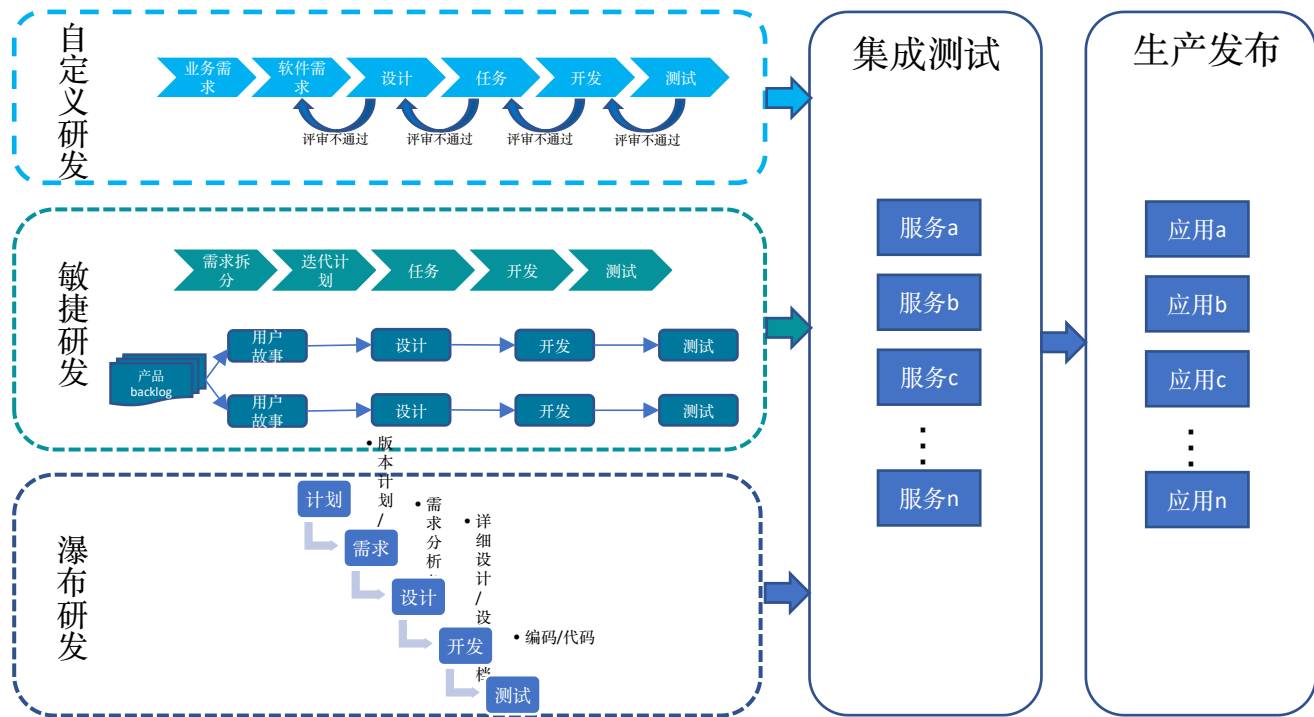 自定义研发
业务需
求
软件需
求
设计
任务
开发
测试
评审不通过
评审不通过
评审不通过
评审不通过
敏捷研发
需求拆
分
迭代计
划
任务
开发
测试
产品
backlog
用户
故事
设计
开发
测试
用户
故事
设计
开发
测试
瀑布研发
计划
• 版本计划/
需求
• 需求分析
设计
• 详细设计/设
档
开发
• 编码/代码
测试
集成测试
服务a
服务b
服务c
⋮
服务n
生产发布
应用a
应用b
应用c
⋮
应用n